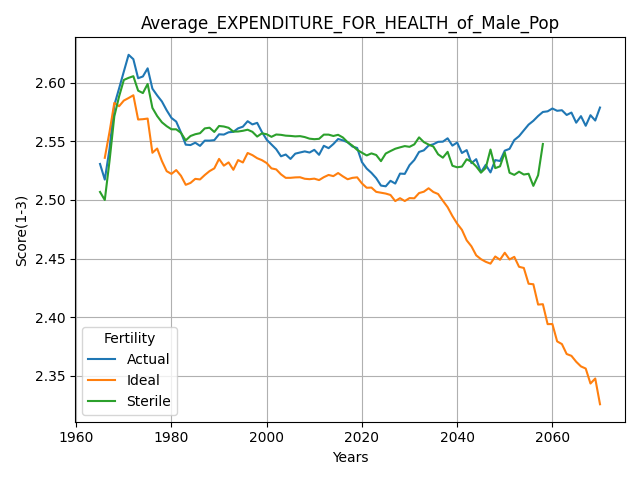 Average_EXPENDITURE_FOR_HEALTH_of_Male_Pop
Score(1-3)
2.60
2.55
2.50
2.45
2.40
2.35
Fertility
Actual
Ideal
Sterile
1960
1980
2000
2020
2040
2060
Years